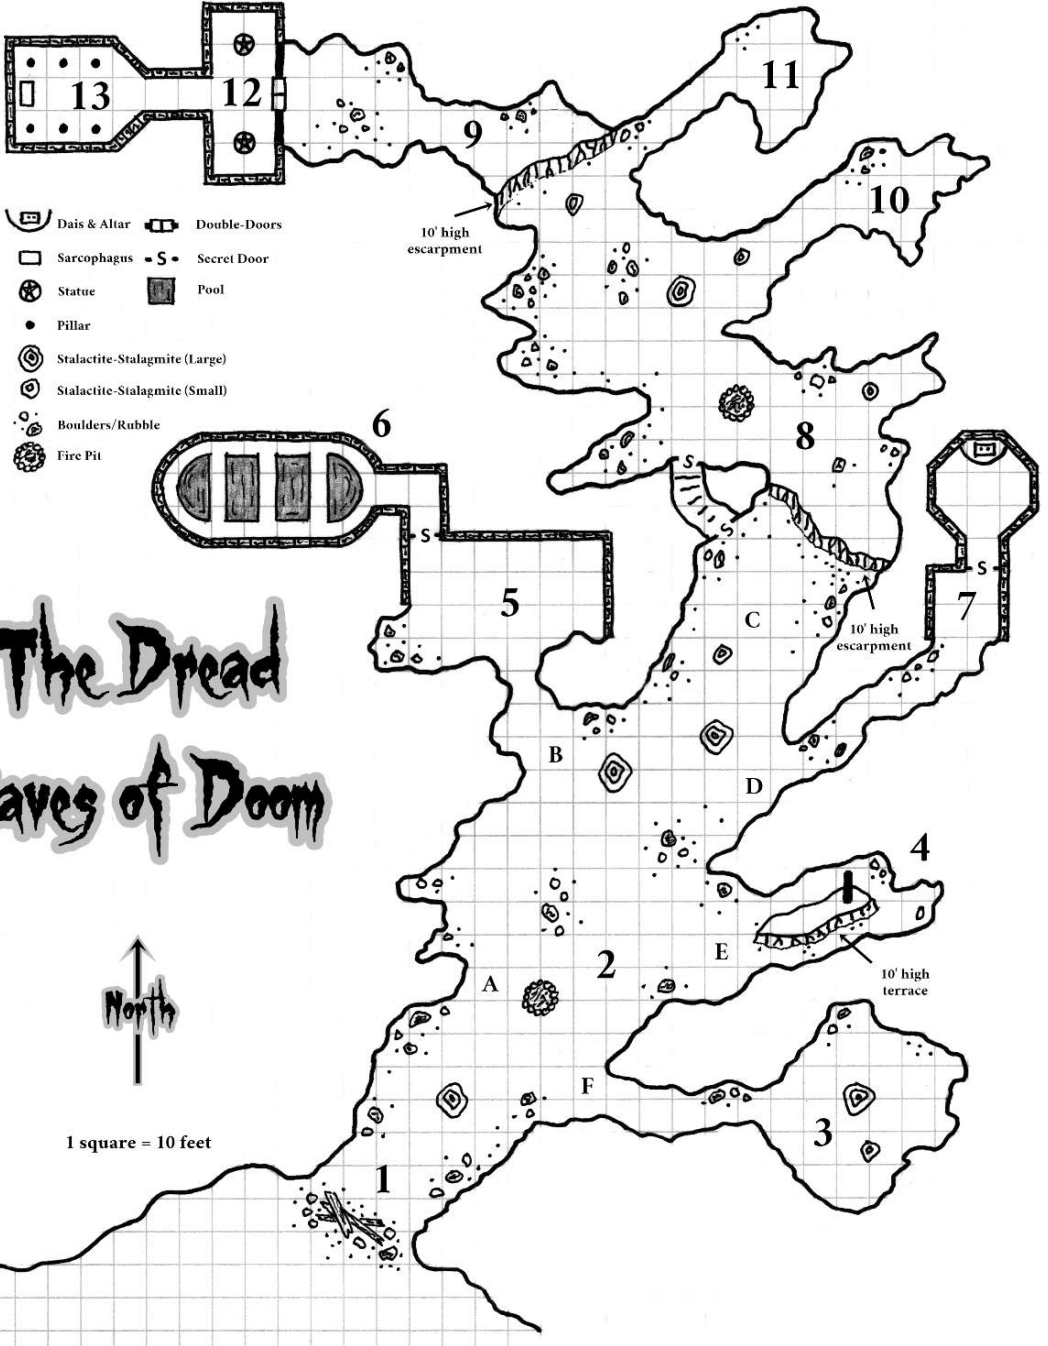 11
12
13
9
10
10' high
escarpment
Dais & Altar
Double-Doors
Sarcophagus
S
Secret Door
Statue
Pool
Pillar
Stalactite-Stalagmite (Large)
Stalactite-Stalagmite (Small)
Boulders/Rubble
Fire Pit
6
8
S
S
S
S
5
7
C
10' high
escarpment
The Dread
aves of Doom
B
D
4
E
2
A
10' high
terrace
North
F
3
1 square = 10 feet
1